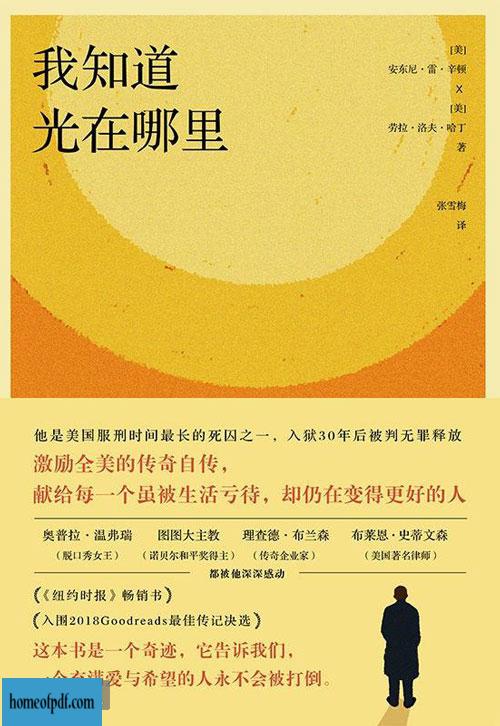 我知道
光在哪里
[美]
安东尼·雷·辛顿
X
[美]
劳拉·洛夫·哈丁
著
张雪梅
译
他是美国服刑时间最长的死囚之一，入狱30年后被判无罪释放
激励全美的传奇自传，
献给每一个虽被生活亏待，却仍在变得更好的人
奥普拉·温弗瑞 图图大主教 理查德·布兰森 布莱恩·史蒂文森
（脱口秀女王） （诺贝尔和平奖得主） （传奇企业家） （美国著名律师）
都被他深深感动
《纽约时报》畅销书
入围2018Goodreads最佳传记决选
这本书是一个奇迹，它告诉我们，
一个充满爱与希望的人永不会被打倒。
homeofpdf.com